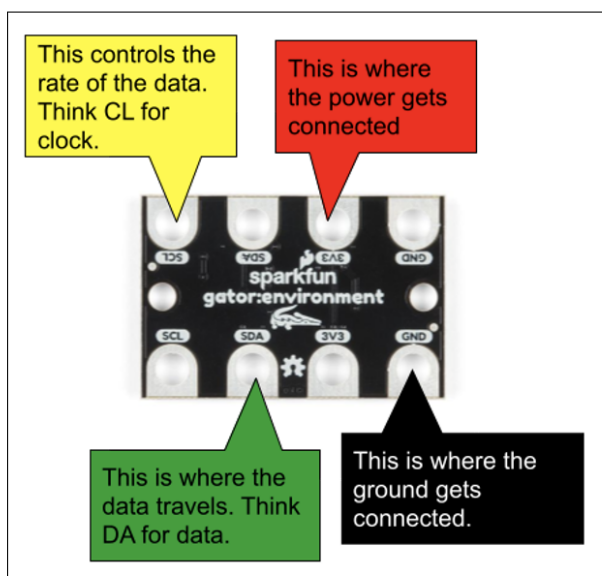 This controls the
rate of the data.
Think CL for
clock.
This is where
the power gets
connected
SCL
SDA
3V3
GND
sparkfun
gator:environment
SCL
SDA
3V3
GND
This is where the
data travels. Think
DA for data.
This is where the
ground gets
connected.